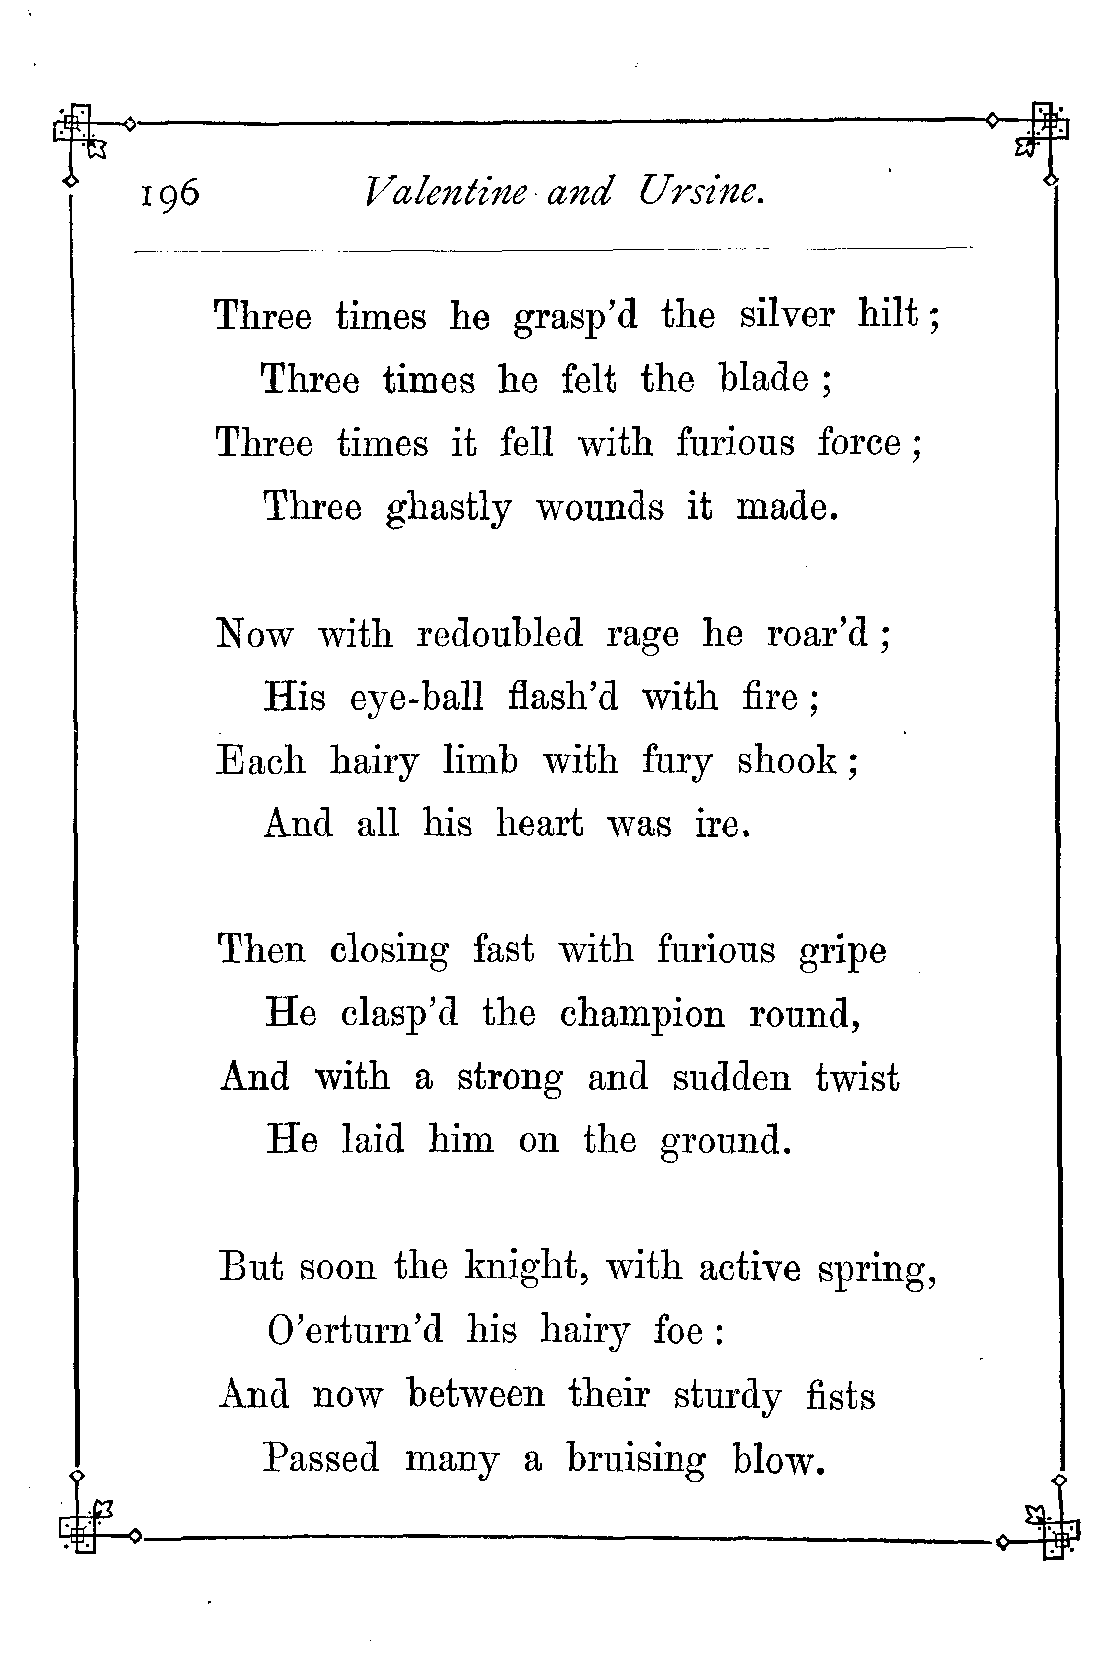 196 Valentine and Ursine.
Three times he grasp'd the silver hilt ;
Three times he felt the blade ;
Three times it fell with furious force ;
Three ghastly wounds it made.
Now with redoubled rage he roar'd ;
His eye-ball flash'd with fire ;
Each hairy limb with fury shook ;
And all his heart was ire.
Then closing fast with furious gripe
He clasp'd the champion round,
And with a strong and sudden twist
He laid him on the ground.
But soon the knight, with active spring,
O'erturn'd his hairy foe :
And now between their sturdy fists
Passed many a bruising blow.